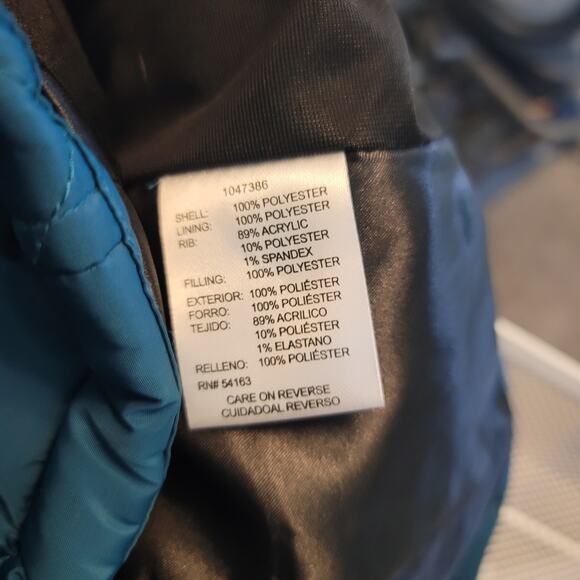 1047386
SHELL: 100% POLYESTER
LINING: 100% POLYESTER
RIB: 89% ACRYLIC
10% POLYESTER
1% SPANDEX
FILLING: 100% POLYESTER
EXTERIOR: 100% POLIÉSTER
FORRO: 100% POLIÉSTER
TEJIDO: 89% ACRILICO
10% POLIÉSTER
1% ELASTANO
RELLENO: 100% POLIÉSTER
RN# 54163
CARE ON REVERSE
CUIDADOAL REVERSO